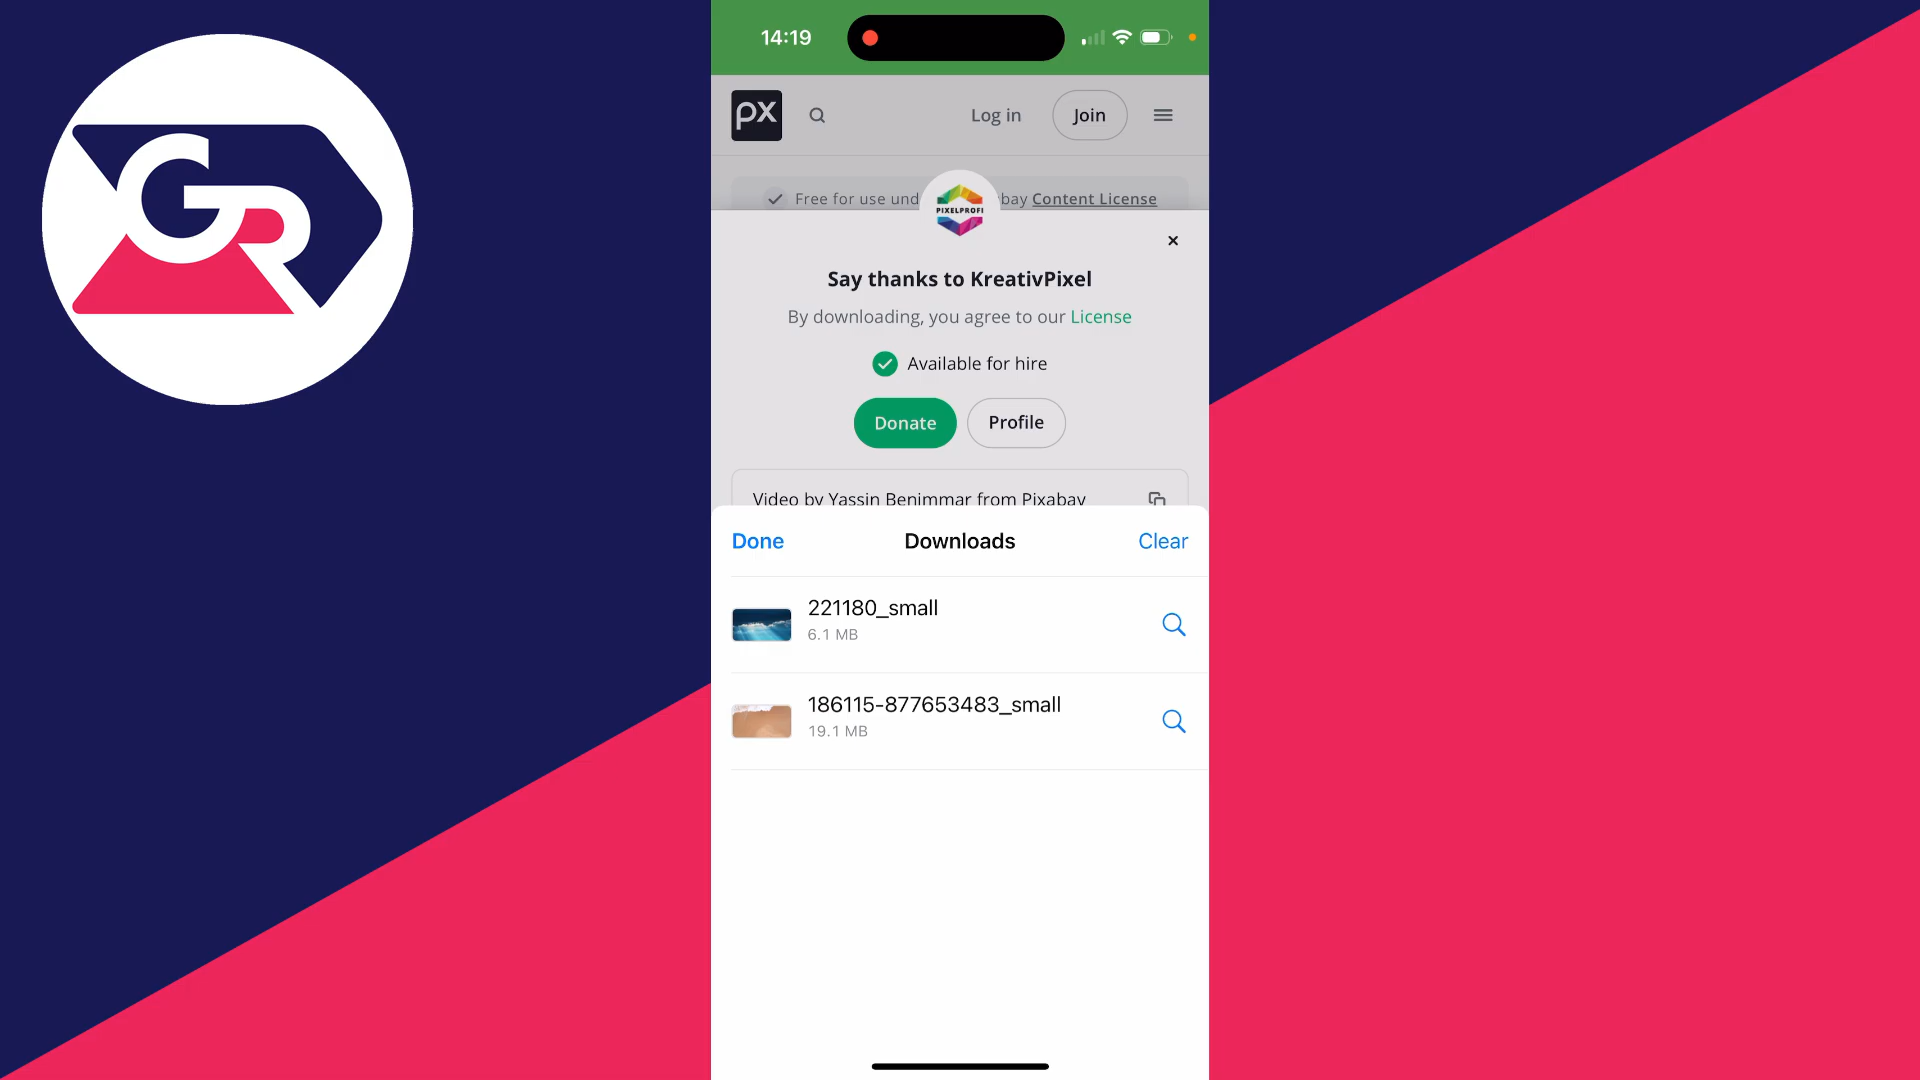 GR
14:19
px
Log in
Join
Free for use und
bay Content License
PIXELPROFI
Say thanks to KreativPixel
By downloading, you agree to our License
Available for hire
Donate
Profile
Video by Yassin Benimmar from Pixabay
Done
Downloads
Clear
221180_small
6.1 MB
186115-877653483_small
19.1 MB